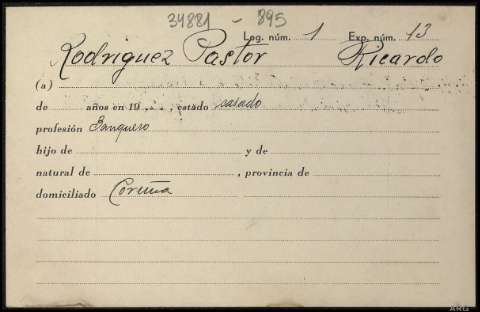 34881 - 895
Leg. núm. 1 Exp. núm. 13
Rodriguez Pastor Ricardo
(a)
de años en 19 , estado casado
profesión Banquero
hijo de y de
natural de , provincia de
domiciliado Coruña